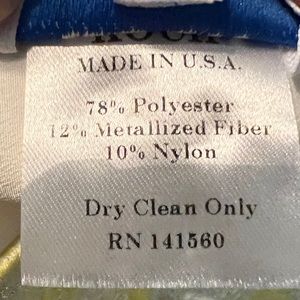 MADE IN U.S.A.
78% Polyester
12% Metallized Fiber
10% Nylon
Dry Clean Only
RN 141560